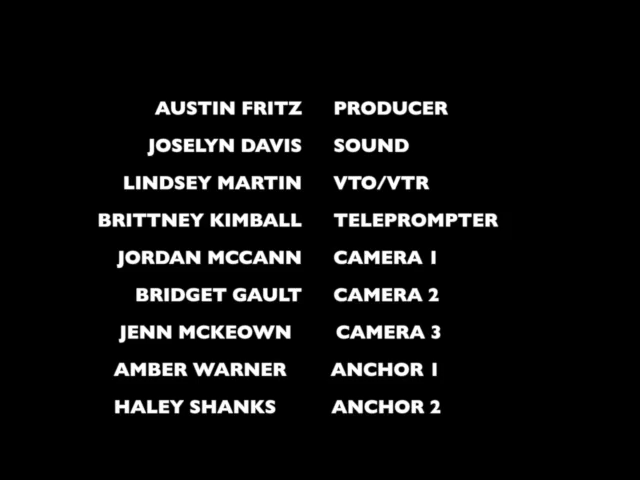 AUSTIN FRITZ PRODUCER
JOSELYN DAVIS SOUND
LINDSEY MARTIN VTO/VTR
BRITTNEY KIMBALL TELEPROMPTER
JORDAN MCCANN CAMERA 1
BRIDGET GAULT CAMERA 2
JENN MCKEOWN CAMERA 3
AMBER WARNER ANCHOR 1
HALEY SHANKS ANCHOR 2